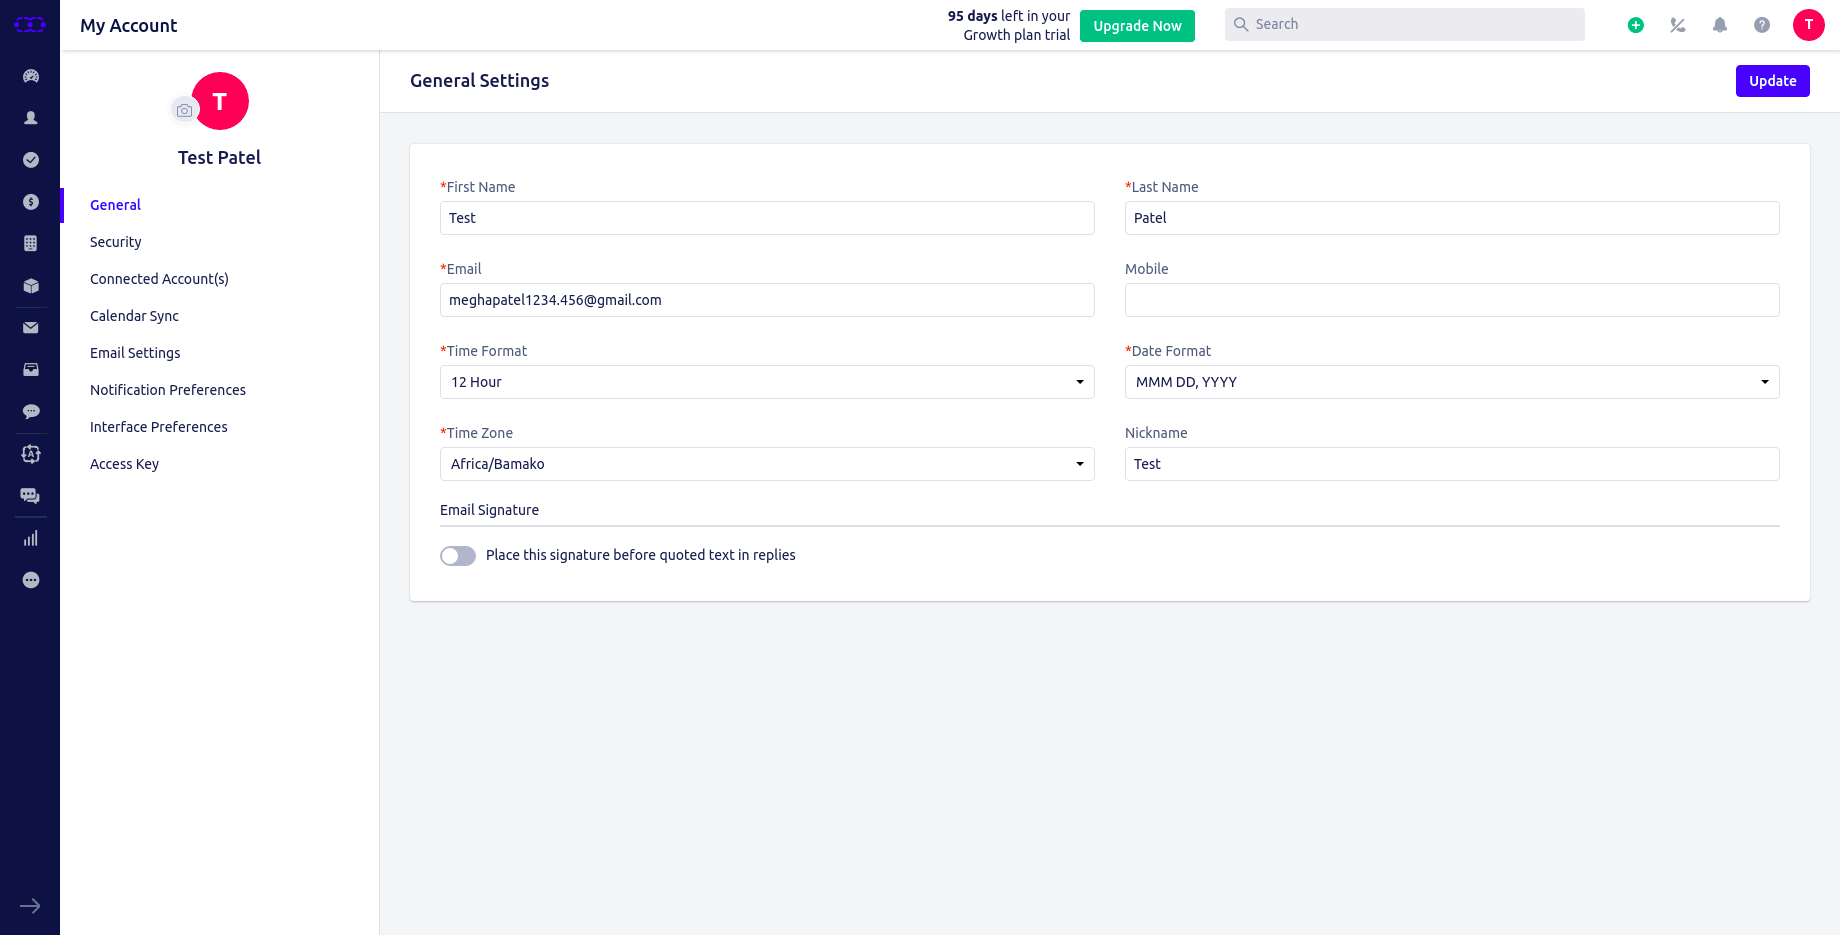 My Account
95 days left in your
Growth plan trial
Upgrade Now
Search
T
T
Test Patel
General
Security
Connected Account(s)
Calendar Sync
Email Settings
Notification Preferences
Interface Preferences
Access Key
General Settings
Update
*First Name
Test
*Last Name
Patel
*Email
meghapatel1234.456@gmail.com
Mobile
*Time Format
12 Hour
*Date Format
MMM DD, YYYY
*Time Zone
Africa/Bamako
Nickname
Test
Email Signature
Place this signature before quoted text in replies